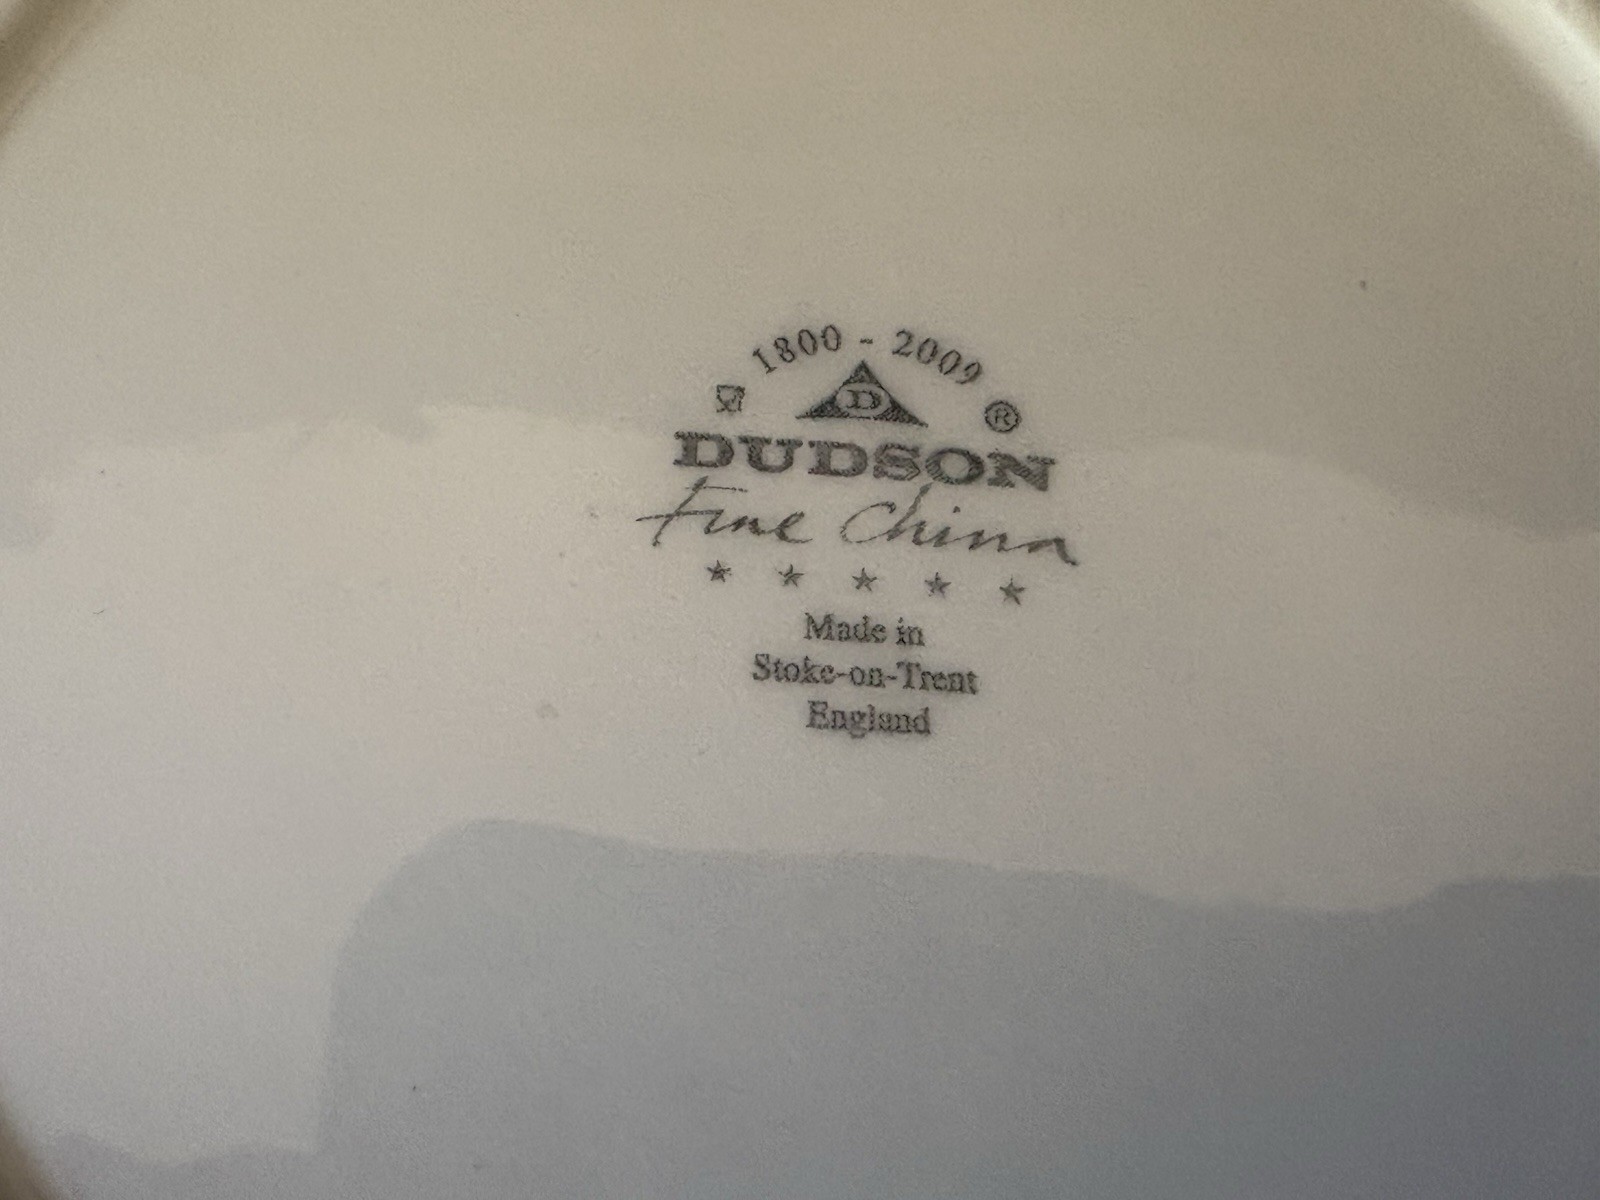 1800 - 2009
D
®
DUDSON
Fine China
★ ★ ★ ★ ★
Made in
Stoke-on-Trent
England